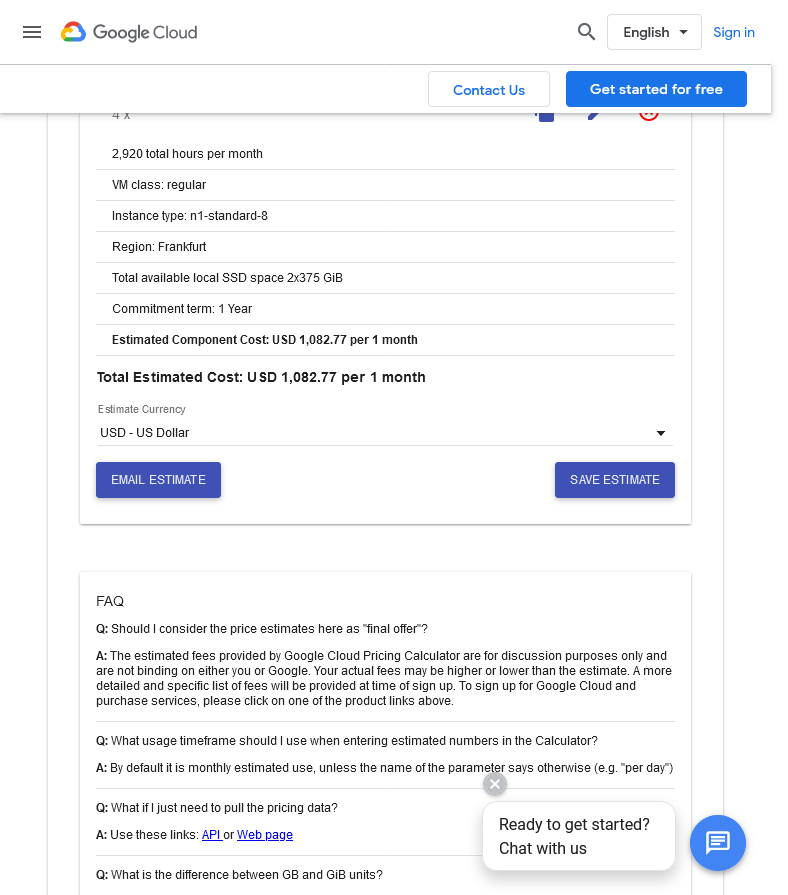 Google Cloud
English
Sign in
Contact Us
Get started for free
4 x
2,920 total hours per month
VM class: regular
Instance type: n1-standard-8
Region: Frankfurt
Total available local SSD space 2x375 GiB
Commitment term: 1 Year
Estimated Component Cost: USD 1,082.77 per 1 month
Total Estimated Cost: USD 1,082.77 per 1 month
Estimate Currency
USD - US Dollar
EMAIL ESTIMATE
SAVE ESTIMATE
FAQ
Q: Should I consider the price estimates here as "final offer"?
A: The estimated fees provided by Google Cloud Pricing Calculator are for discussion purposes only and
are not binding on either you or Google. Your actual fees may be higher or lower than the estimate. A more
detailed and specific list of fees will be provided at time of sign up. To sign up for Google Cloud and
purchase services, please click on one of the product links above.
Q: What usage timeframe should I use when entering estimated numbers in the Calculator?
A: By default it is monthly estimated use, unless the name of the parameter says otherwise (e.g. "per day")
Q: What if I just need to pull the pricing data?
A: Use these links: API or Web page
Q: What is the difference between GB and GiB units?
Ready to get started?
Chat with us